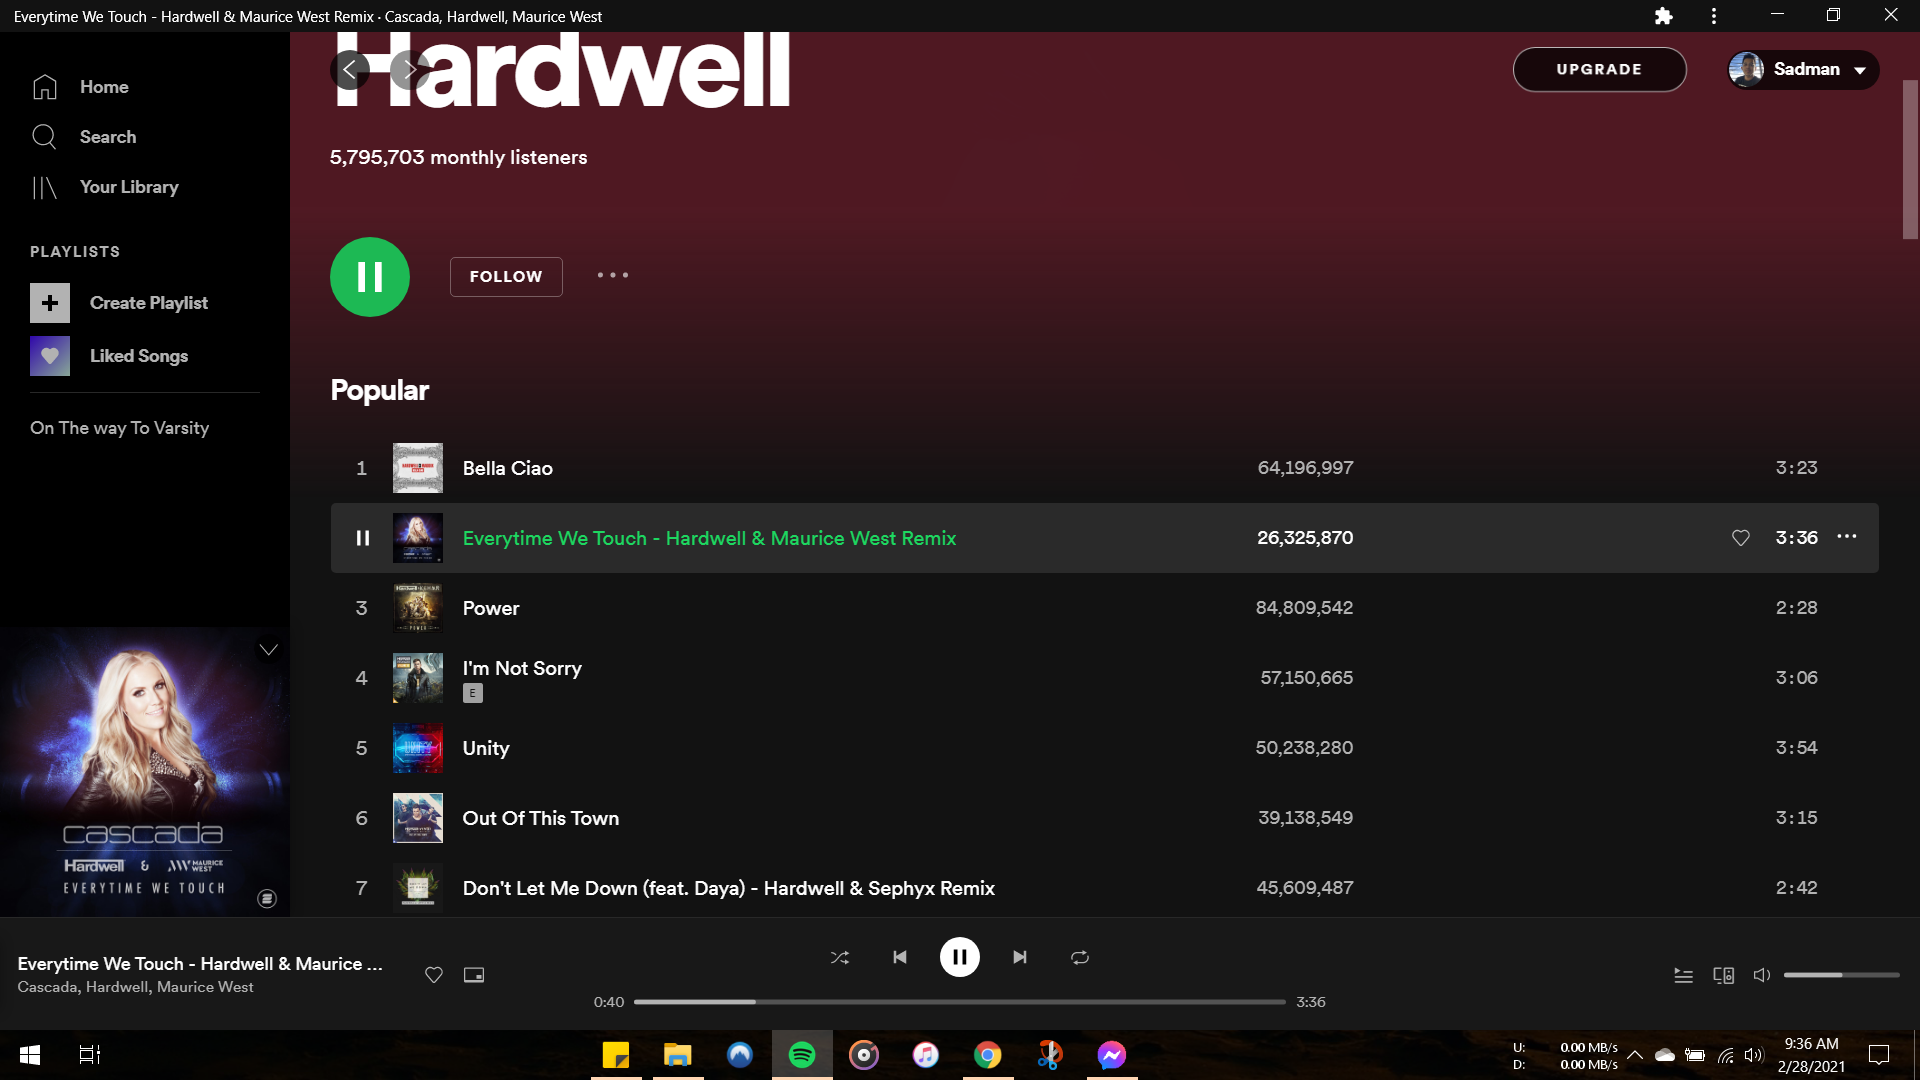 Everytime We Touch - Hardwell & Maurice West Remix · Cascada, Hardwell, Maurice West
Home
Search
Your Library
PLAYLISTS
Create Playlist
Liked Songs
On The way To Varsity
cascada
Hardwell & MAURICE WEST
EVERYTIME WE TOUCH
Hardwell
UPGRADE
Sadman
5,795,703 monthly listeners
FOLLOW
Popular
1 Bella Ciao 64,196,997 3:23
Everytime We Touch - Hardwell & Maurice West Remix 26,325,870 3:36
3 Power 84,809,542 2:28
4 I'm Not Sorry 57,150,665 3:06
E
5 Unity 50,238,280 3:54
6 Out Of This Town 39,138,549 3:15
7 Don't Let Me Down (feat. Daya) - Hardwell & Sephyx Remix 45,609,487 2:42
Everytime We Touch - Hardwell & Maurice ...
Cascada, Hardwell, Maurice West
0:40 3:36
U: 0.00 MB/s
D: 0.00 MB/s
9:36 AM
2/28/2021